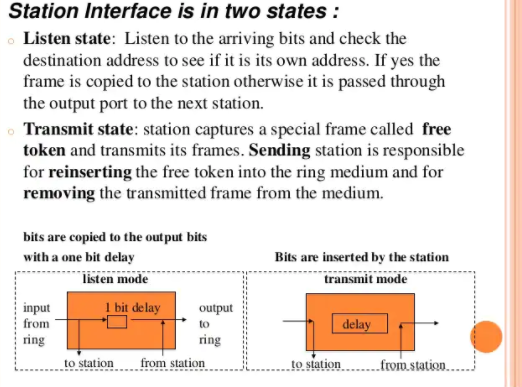 Station Interface is in two states :
Listen state: Listen to the arriving bits and check the
destination address to see if it is its own address. If yes the
frame is copied to the station otherwise it is passed through
the output port to the next station.
Transmit state: station captures a special frame called free
token and transmits its frames. Sending station is responsible
for reinserting the free token into the ring medium and for
removing the transmitted frame from the medium.
bits are copied to the output bits
with a one bit delay
listen mode
input
from
ring
1 bit delay
output
to
ring
to station
from station
Bits are inserted by the station
transmit mode
delay
to station
from station